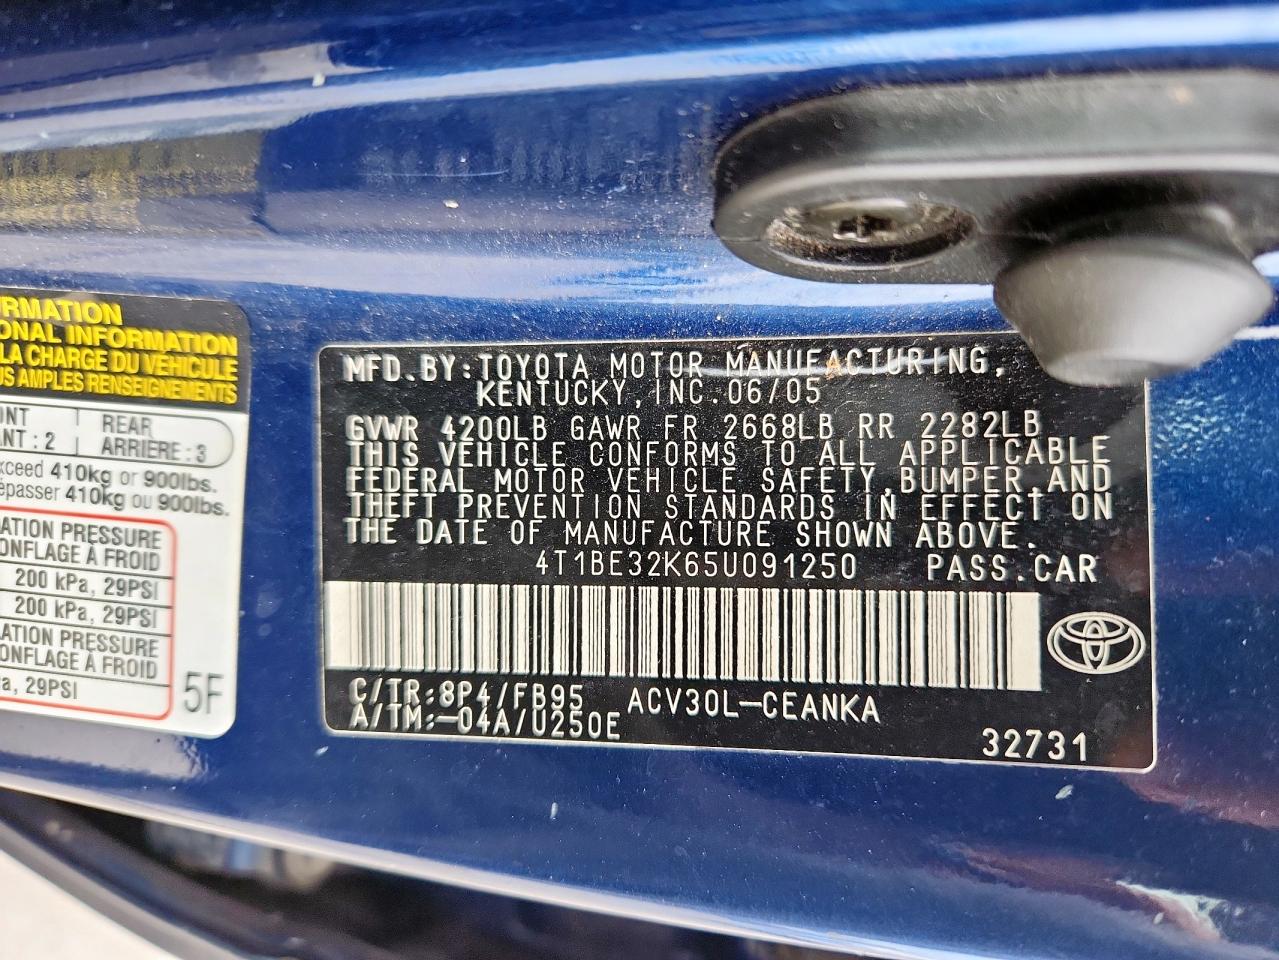 RMATION
ONAL INFORMATION
LA CHARGE DU VÉHICULE
US AMPLES RENSEIGNEMENTS
ONT
ANT : 2
REAR
ARRIÈRE : 3
xceed 410kg or 900lbs.
épasser 410kg ou 900lbs.
ATION PRESSURE
ONFLAGE À FROID
200 kPa, 29PSI
200 kPa, 29PSI
LATION PRESSURE
ONFLAGE À FROID
a, 29PSI
5F
MFD.BY:TOYOTA MOTOR MANUFACTURING,
KENTUCKY,INC.06/05
GVWR 4200LB GAWR FR 2668LB RR 2282LB
THIS VEHICLE CONFORMS TO ALL APPLICABLE
FEDERAL MOTOR VEHICLE SAFETY,BUMPER,AND
THEFT PREVENTION STANDARDS IN EFFECT ON
THE DATE OF MANUFACTURE SHOWN ABOVE.
4T1BE32K65U091250 PASS.CAR
C/TR:8P4/FB95 ACV30L-CEANKA
A/TM:-04A/U250E
32731